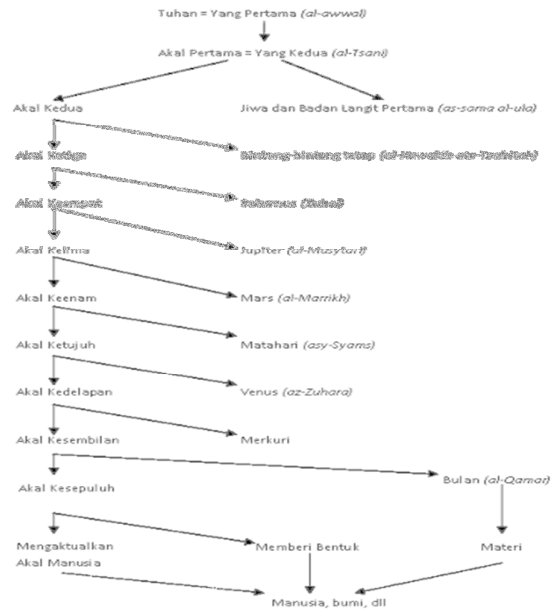 Tuhan = Yang Pertama (al-awwal)
Akal Pertama = Yang Kedua (al-Tsani)
Akal Kedua
Jiwa dan Badan Langit Pertama (as-sama al-ula)
Akal Ketiga
Bintang-bintang tetap
Akal Keempat
Saturnus (Zuhal)
Akal Kelima
Jupiter (al-Musytari)
Akal Keenam
Mars (al-Marrikh)
Akal Ketujuh
Matahari (asy-Syams)
Akal Kedelapan
Venus (az-Zuhara)
Akal Kesembilan
Merkuri
Bulan (al-Qamar)
Akal Kesepuluh
Mengaktualkan
Akal Manusia
Memberi Bentuk
Materi
Manusia, bumi, dll